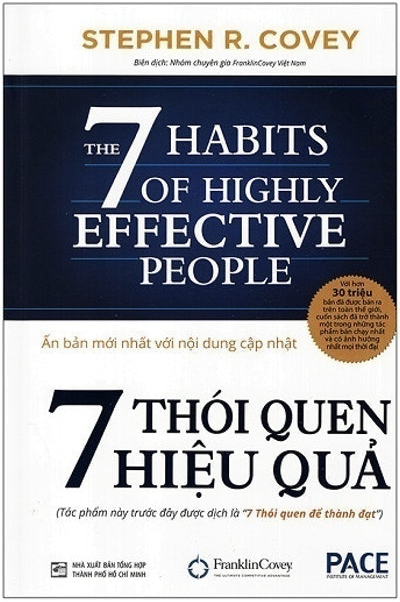 STEPHEN R. COVEY
Biên dịch: Nhóm chuyên gia FranklinCovey Việt Nam
THE 7 HABITS
OF HIGHLY
EFFECTIVE
PEOPLE
Với hơn
30 triệu
bản đã được bán ra
trên toàn thế giới,
cuốn sách đã trở thành
một trong những tác
phẩm bán chạy nhất
và có ảnh hưởng
nhất mọi thời đại
Ấn bản mới nhất với nội dung cập nhật
7 THÓI QUEN
HIỆU QUẢ
(Tác phẩm này trước đây được dịch là “7 Thói quen để thành đạt”)
NHÀ XUẤT BẢN TỔNG HỢP
THÀNH PHỐ HỒ CHÍ MINH
FranklinCovey
THE ULTIMATE COMPETITIVE ADVANTAGE
PACE
Institute of Management